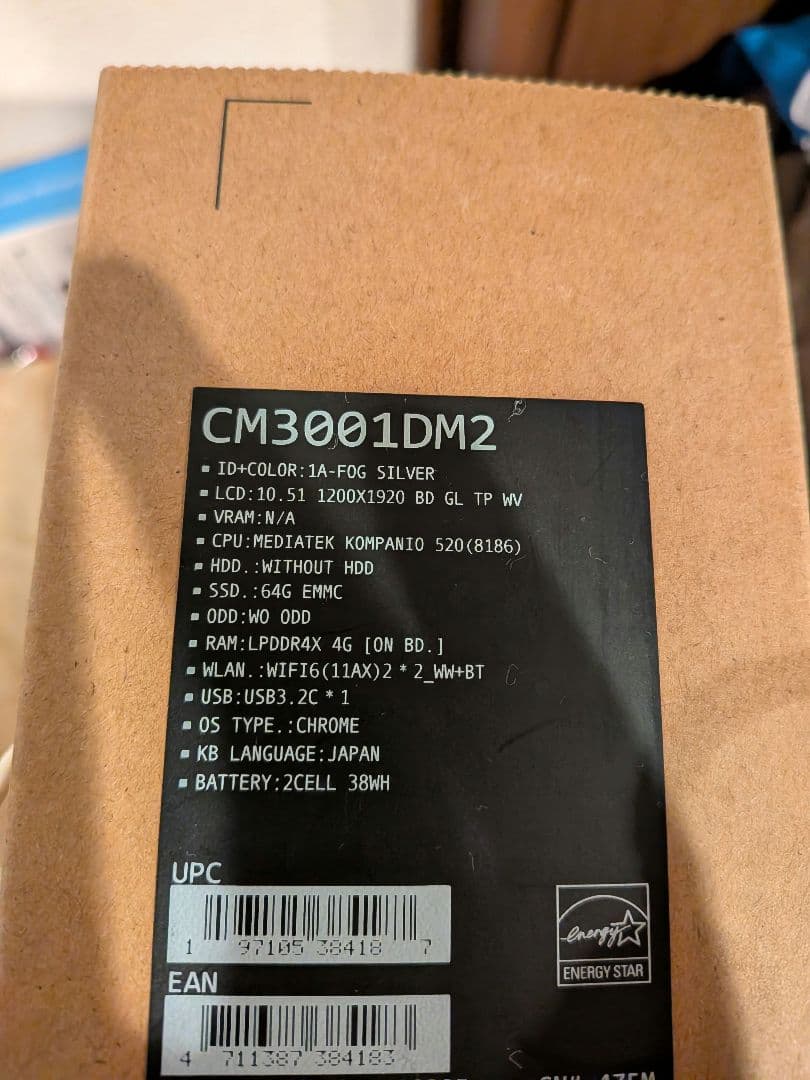 CM3001DM2
▪ ID+COLOR:1A-FOG SILVER
▪ LCD:10.51 1200X1920 BD GL TP WV
▪ VRAM:N/A
▪ CPU:MEDIATEK KOMPANIO 520(8186)
▪ HDD.:WITHOUT HDD
▪ SSD.:64G EMMC
▪ ODD:WO ODD
▪ RAM:LPDDR4X 4G [ON BD.]
▪ WLAN.:WIFI6(11AX)2*2_WW+BT
▪ USB:USB3.2C*1
▪ OS TYPE.:CHROME
▪ KB LANGUAGE:JAPAN
▪ BATTERY:2CELL 38WH
UPC
1 97105 38418 7
energy
ENERGY STAR
EAN
4 711387 384183